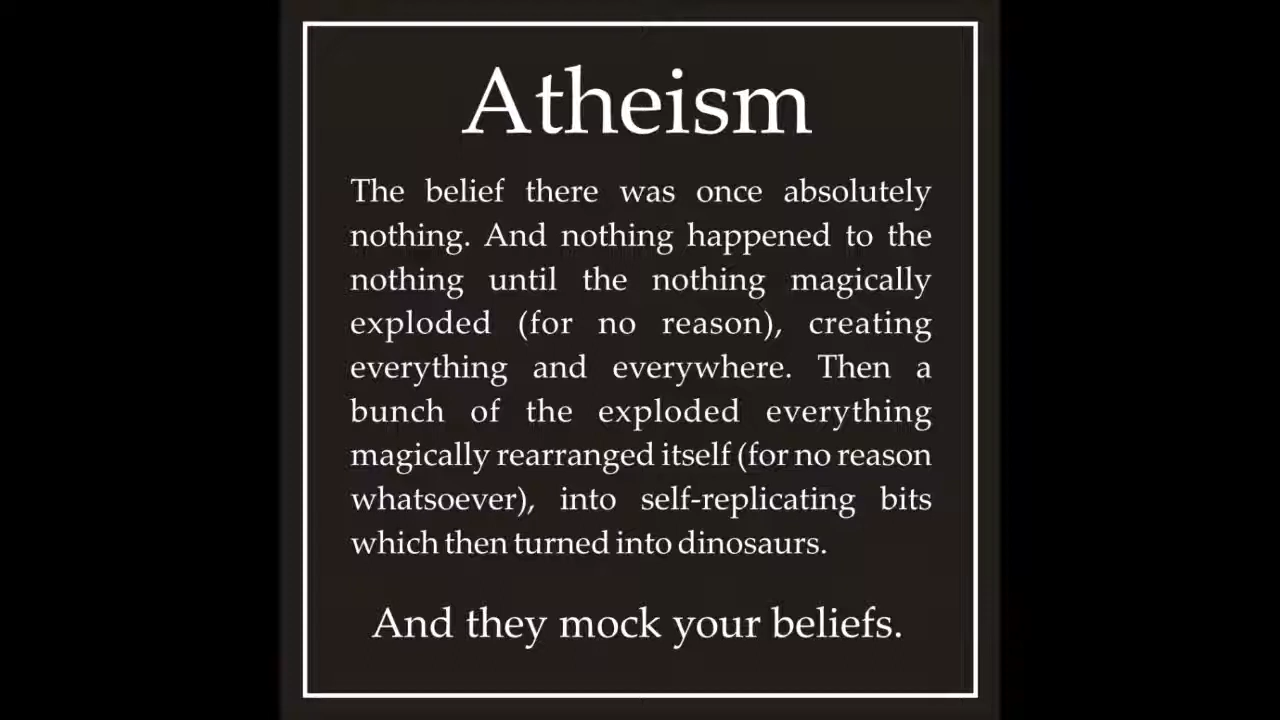 Atheism
The belief there was once absolutely
nothing. And nothing happened to the
nothing until the nothing magically
exploded (for no reason), creating
everything and everywhere. Then a
bunch of the exploded everything
magically rearranged itself (for no reason
whatsoever), into self-replicating bits
which then turned into dinosaurs.
And they mock your beliefs.